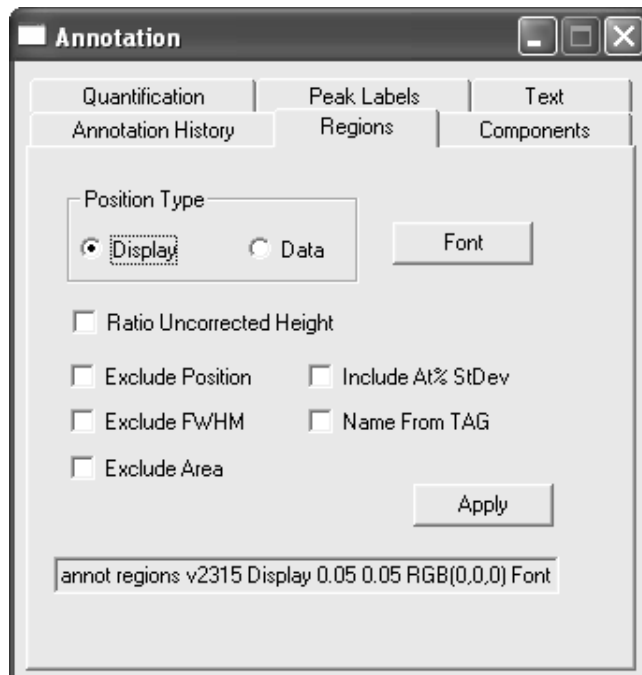 Annotation
Quantification Peak Labels Text
Annotation History Regions Components
Position Type
Display Data Font
Ratio Uncorrected Height
Exclude Position Include At% StDev
Exclude FWHM Name From TAG
Exclude Area
Apply
annot regions v2315 Display 0.05 0.05 RGB(0,0,0) Font